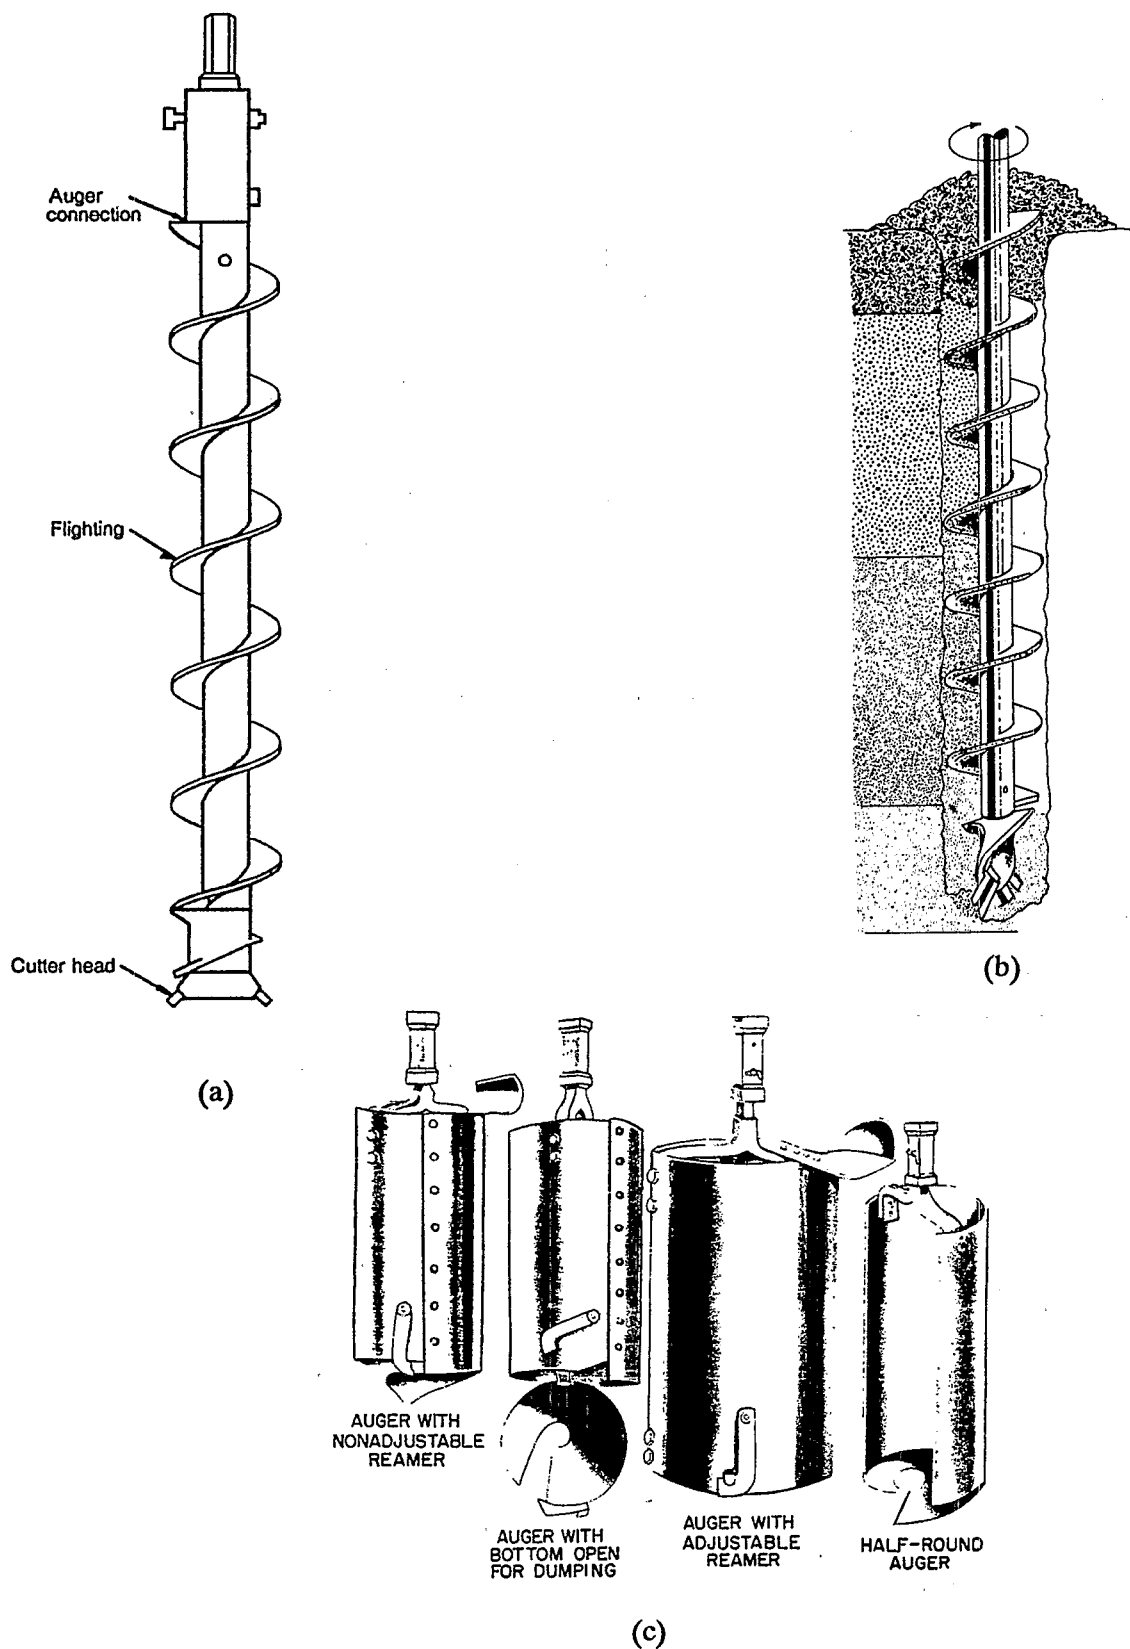 Auger
connection
Flighting
Cutter head
(a)
(b)
AUGER WITH
NONADJUSTABLE
REAMER
AUGER WITH
BOTTOM OPEN
FOR DUMPING
AUGER WITH
ADJUSTABLE
REAMER
HALF-ROUND
AUGER
(c)